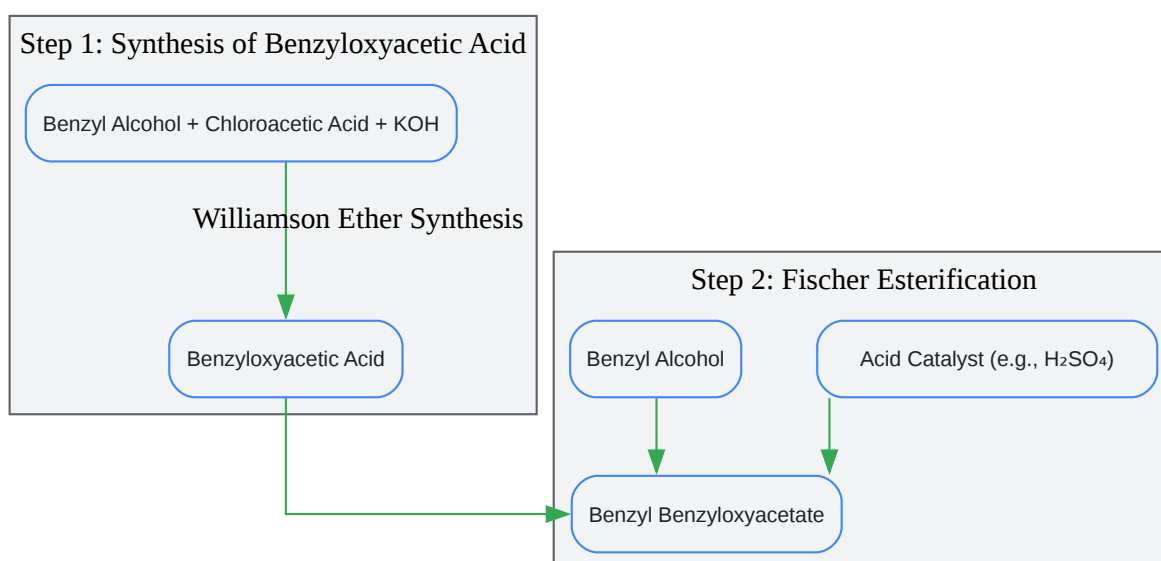 Step 1: Synthesis of Benzyloxyacetic Acid
Benzyl Alcohol + Chloroacetic Acid + KOH
Williamson Ether Synthesis
Benzyloxyacetic Acid
Step 2: Fischer Esterification
Benzyl Alcohol
Acid Catalyst (e.g., H₂SO₄)
Benzyl Benzyloxyacetate